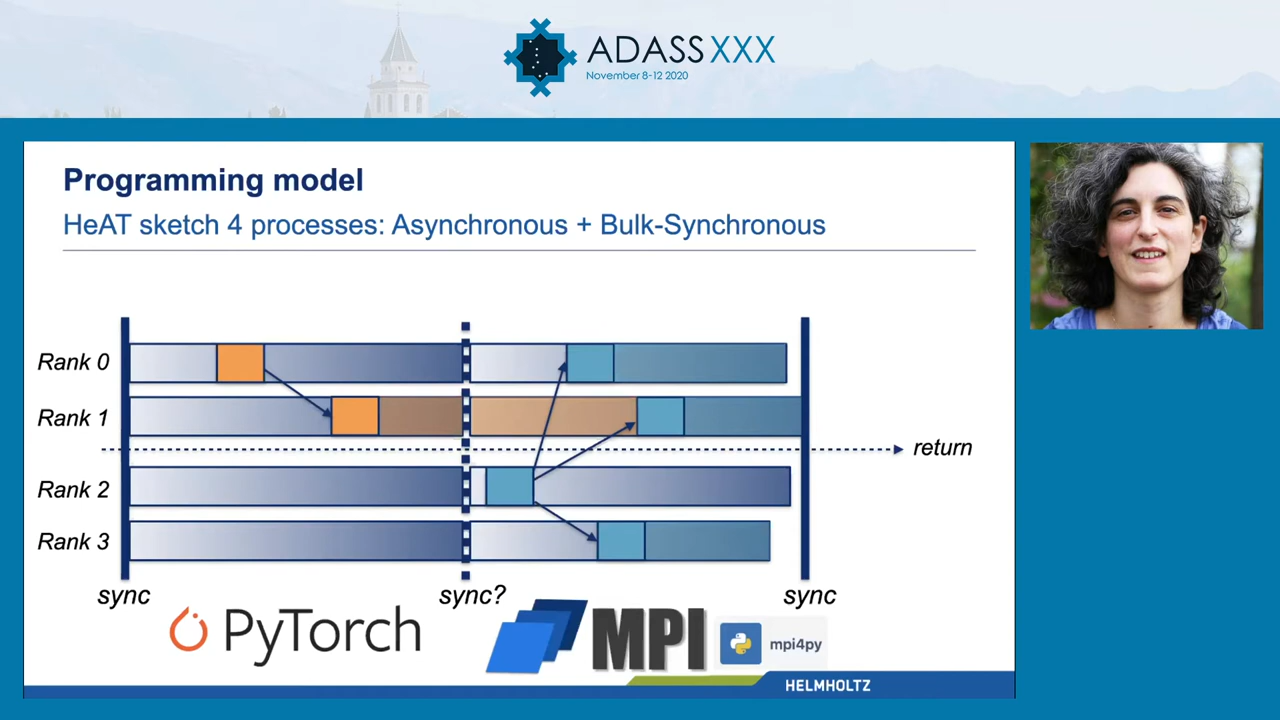 ADASS XXX
November 8-12 2020
Programming model
HeAT sketch 4 processes: Asynchronous + Bulk-Synchronous
Rank 0
Rank 1
return
Rank 2
Rank 3
sync
sync?
sync
PyTorch
MPI
mpi4py
HELMHOLTZ